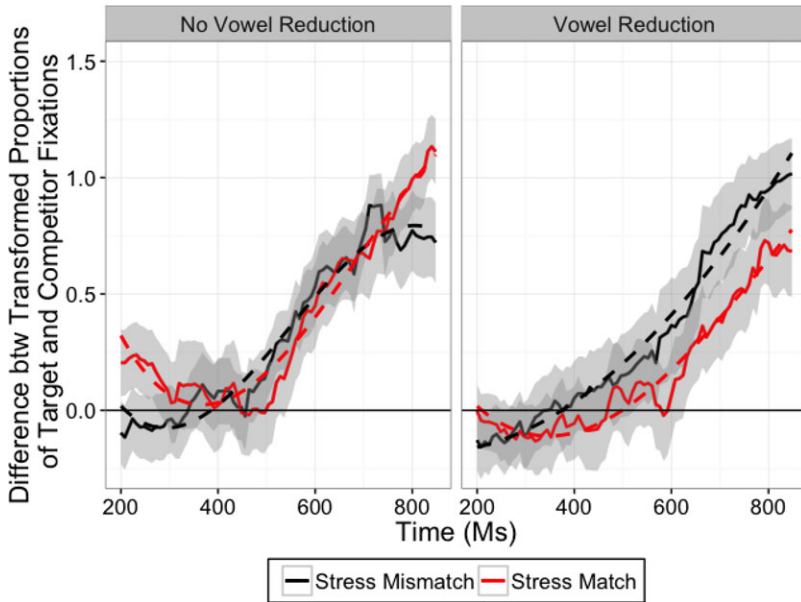 No Vowel Reduction
Vowel Reduction
Difference btw Transformed Proportions
of Target and Competitor Fixations
1.5
1.0
0.5
0.0
200
400
600
800
200
400
600
800
Time (Ms)
Stress Mismatch
Stress Match